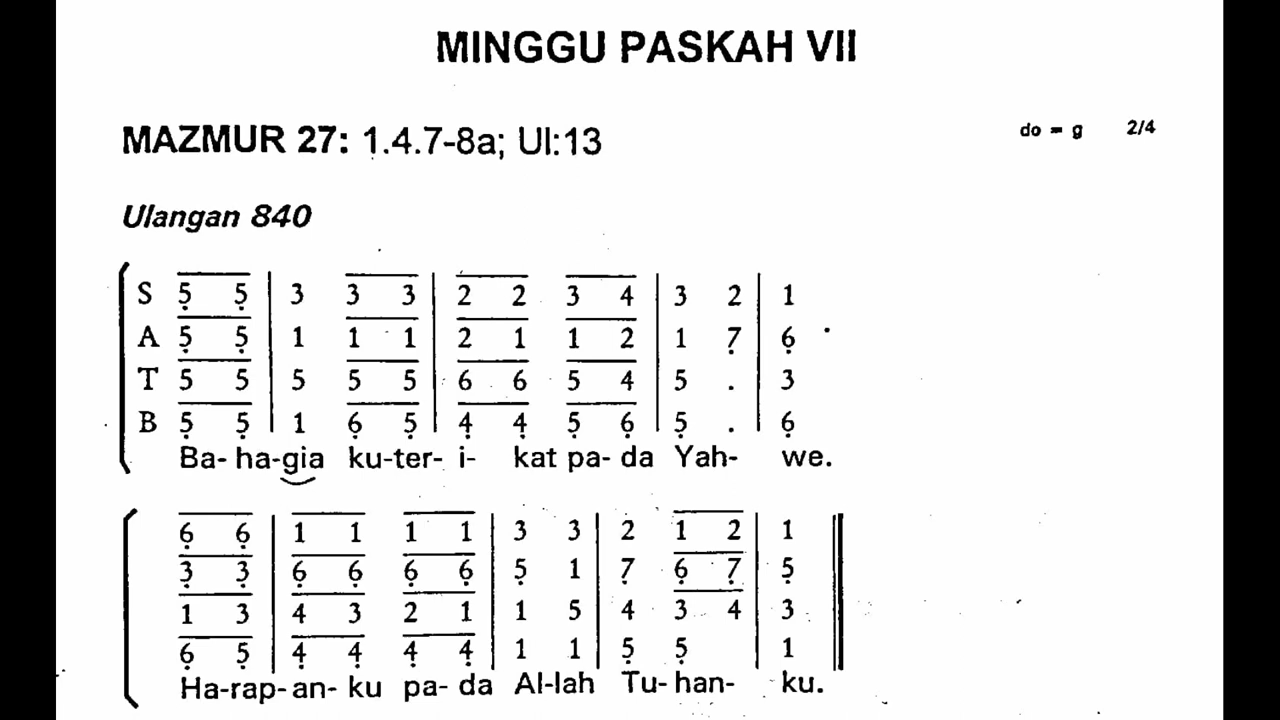 MINGGU PASKAH VII
MAZMUR 27: 1.4.7-8a; Ul:13
do = g 2/4
Ulangan 840
S 5̣ 5̣ | 3 3 3 | 2 2 3 4 | 3 2 | 1
A 5̣ 5̣ | 1 1 1 | 2 1 1 2 | 1 7̣ | 6̣
T 5 5 | 5 5 5 | 6 6 5 4 | 5 . | 3
B 5̣ 5̣ | 1 6̣ 5̣ | 4̣ 4̣ 5̣ 6̣ | 5̣ . | 6̣
Ba- ha-gia ku-ter- i- kat pa- da Yah- we.
6̣ 6̣ | 1 1 1 1 | 3 3 | 2 1 2 | 1
3̣ 3̣ | 6̣ 6̣ 6̣ 6̣ | 5̣ 1 | 7̣ 6̣ 7̣ | 5̣
1 3 | 4 3 2 1 | 1 5 | 4 3 4 | 3
6̣ 5̣ | 4̣ 4̣ 4̣ 4̣ | 1 1 | 5̣ 5̣ | 1
Ha-rap-an- ku pa- da Al-lah Tu- han- ku.